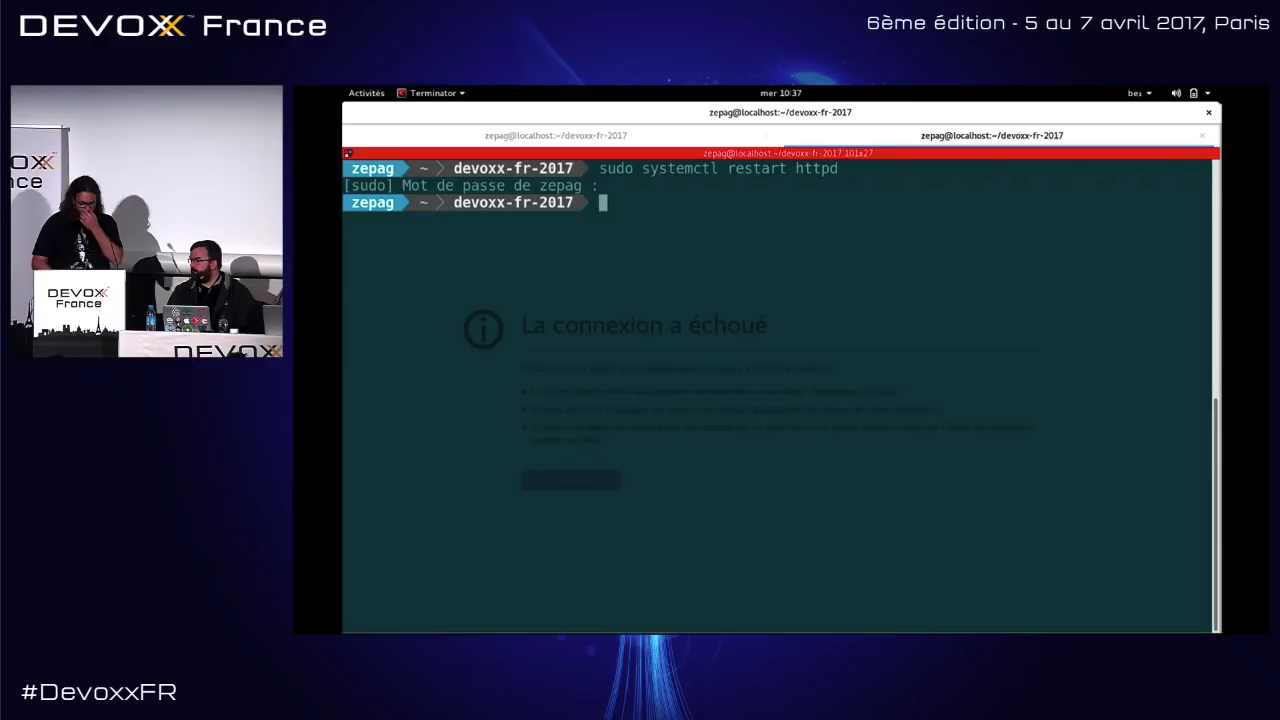 DEVOXX™ France
6ème édition - 5 au 7 avril 2017, Paris
Activités
Terminator
mer 10:37
be₁
zepag@localhost:~/devoxx-fr-2017
zepag@localhost:~/devoxx-fr-2017
zepag@localhost:~/devoxx-fr-2017
zepag@localhost:~/devoxx-fr-2017 101x27
zepag ~ devoxx-fr-2017 sudo systemctl restart httpd
[sudo] Mot de passe de zepag :
zepag ~ devoxx-fr-2017
La connexion a échoué
DEVOXX
France
DEVOXX
#DevoxxFR